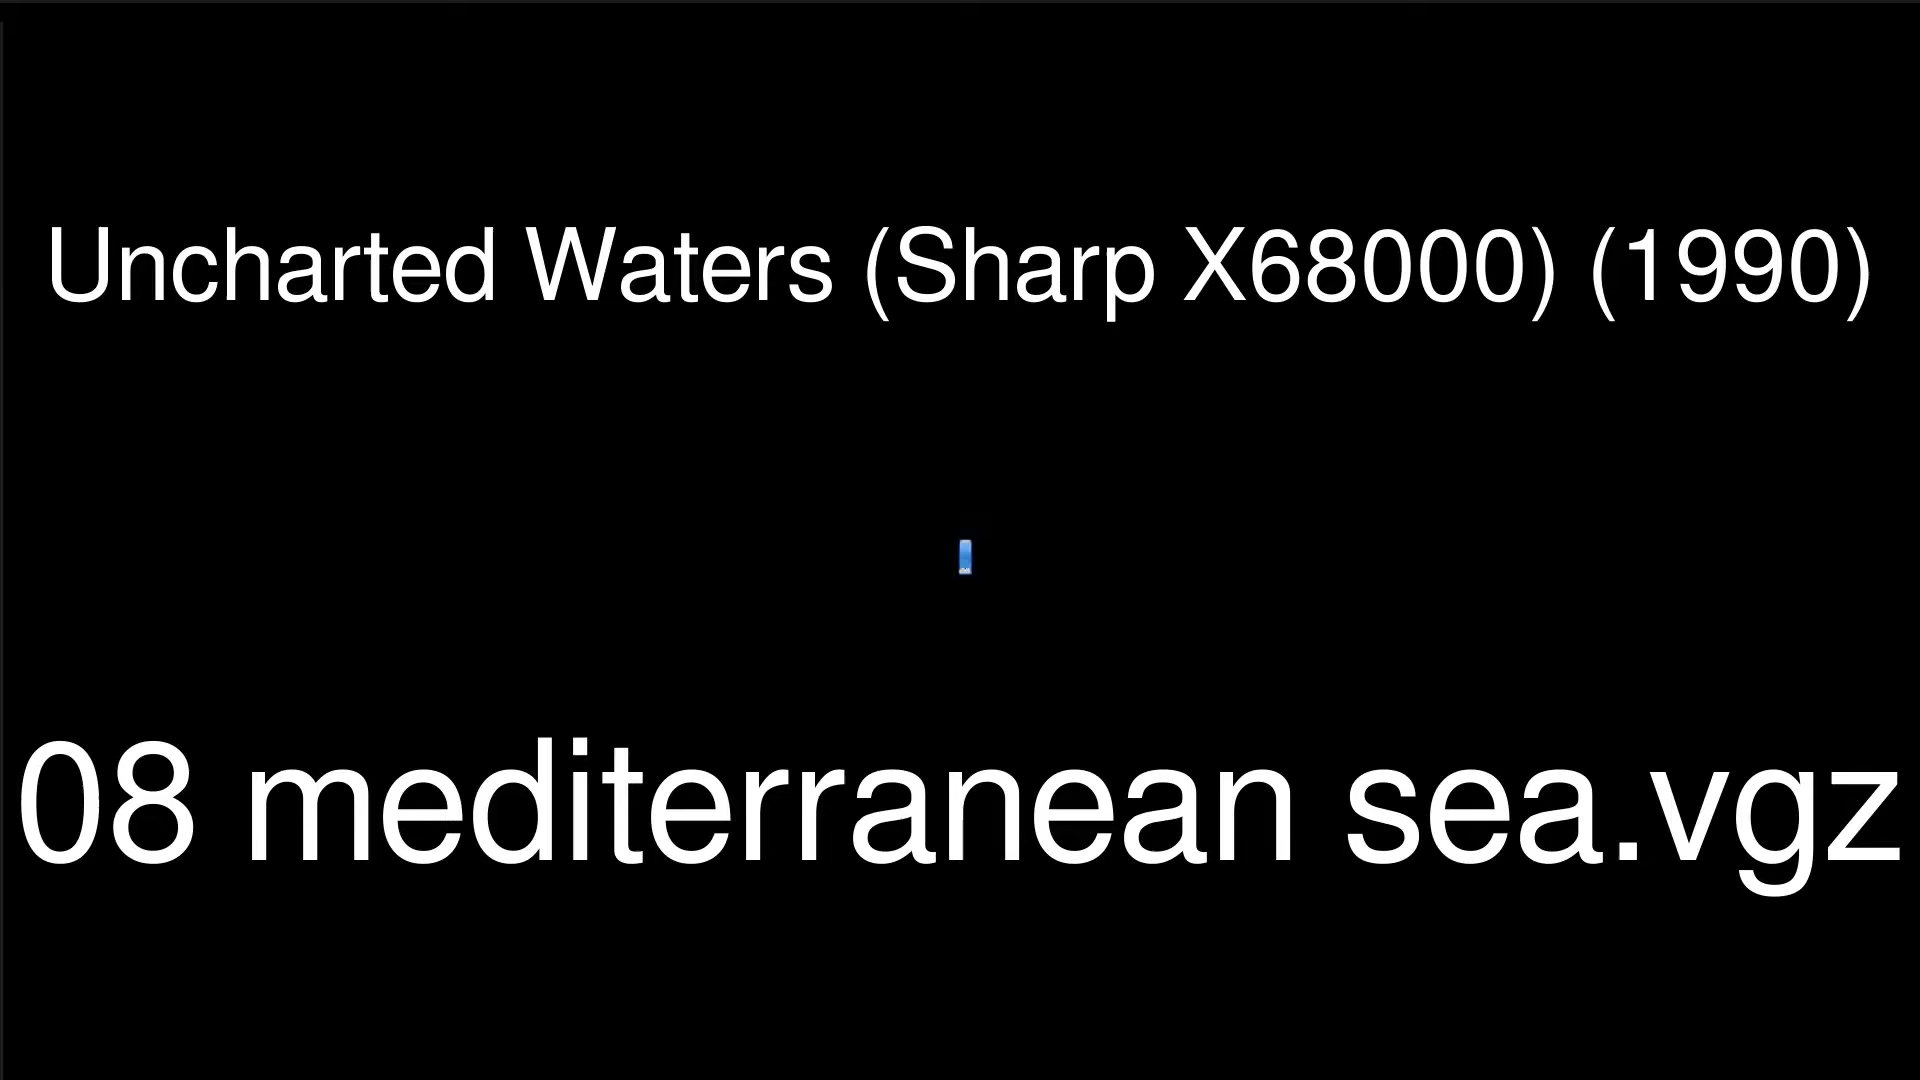 Uncharted Waters (Sharp X68000) (1990)
08 mediterranean sea.vgz